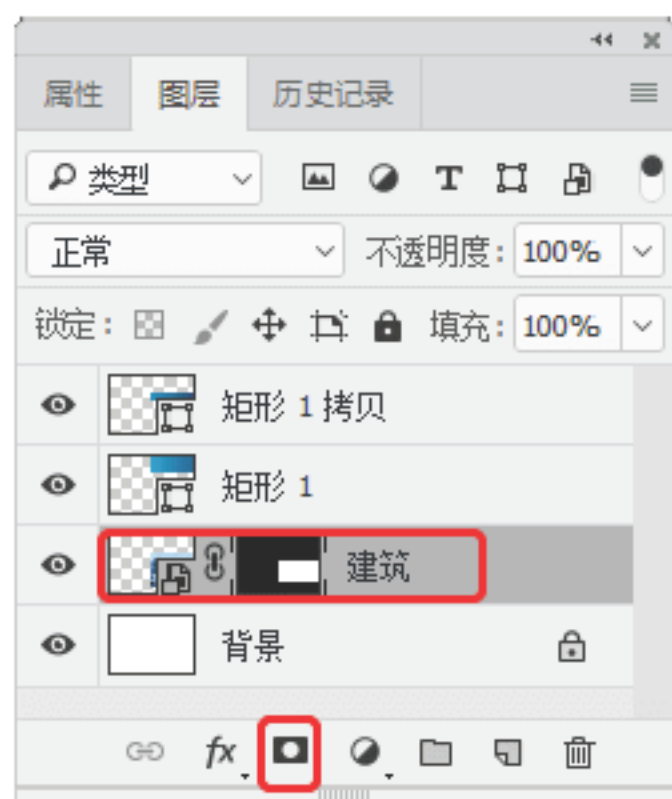 属性 图层 历史记录
类型 T
正常 不透明度: 100%
锁定: 填充: 100%
矩形 1 拷贝
矩形 1
建筑
背景
fx